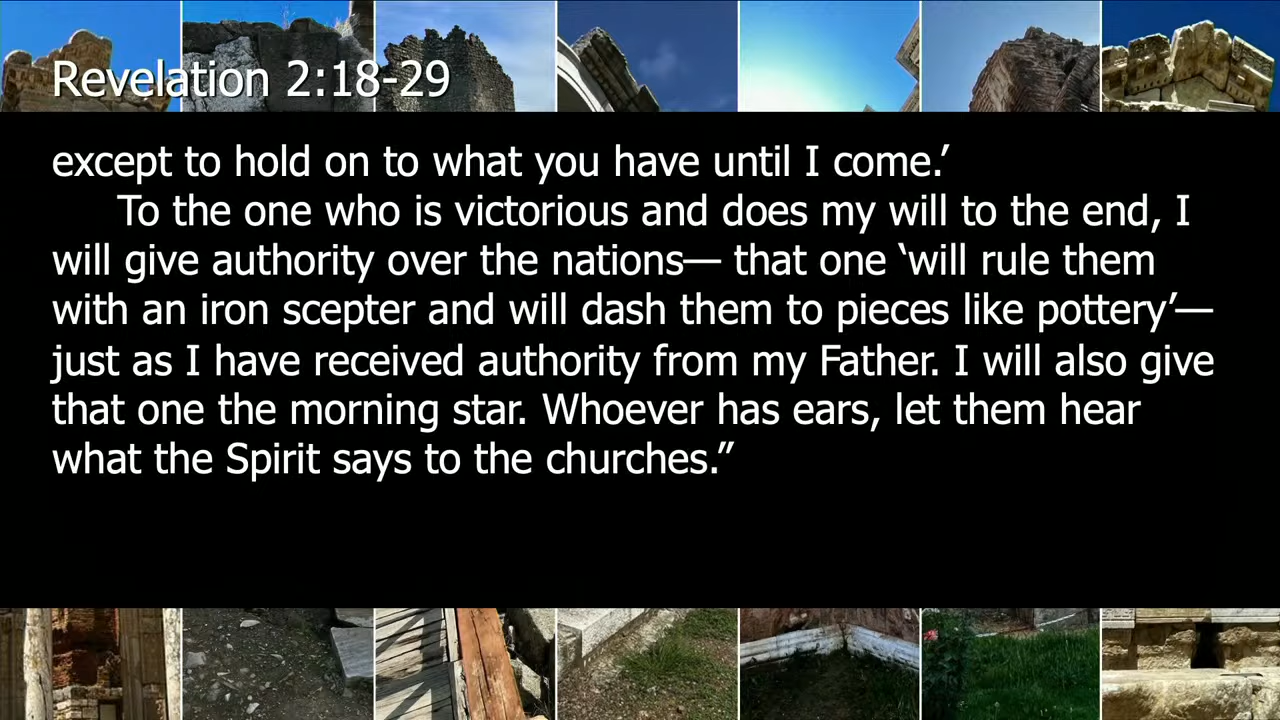 Revelation 2:18-29
except to hold on to what you have until I come.’
To the one who is victorious and does my will to the end, I
will give authority over the nations— that one ‘will rule them
with an iron scepter and will dash them to pieces like pottery’—
just as I have received authority from my Father. I will also give
that one the morning star. Whoever has ears, let them hear
what the Spirit says to the churches.”